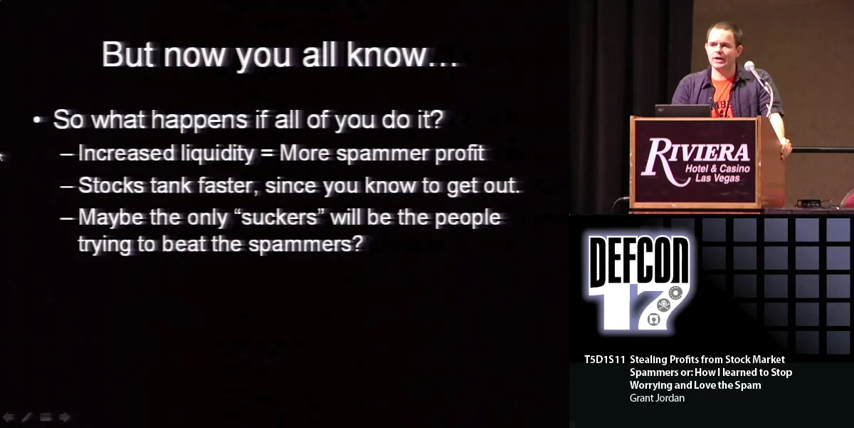 But now you all know...
• So what happens if all of you do it?
– Increased liquidity = More spammer profit
– Stocks tank faster, since you know to get out.
– Maybe the only “suckers” will be the people
trying to beat the spammers?
RIVIERA
Hotel & Casino
Las Vegas
DEFCON
17
T5D1S11 Stealing Profits from Stock Market
Spammers or: How I learned to Stop
Worrying and Love the Spam
Grant Jordan